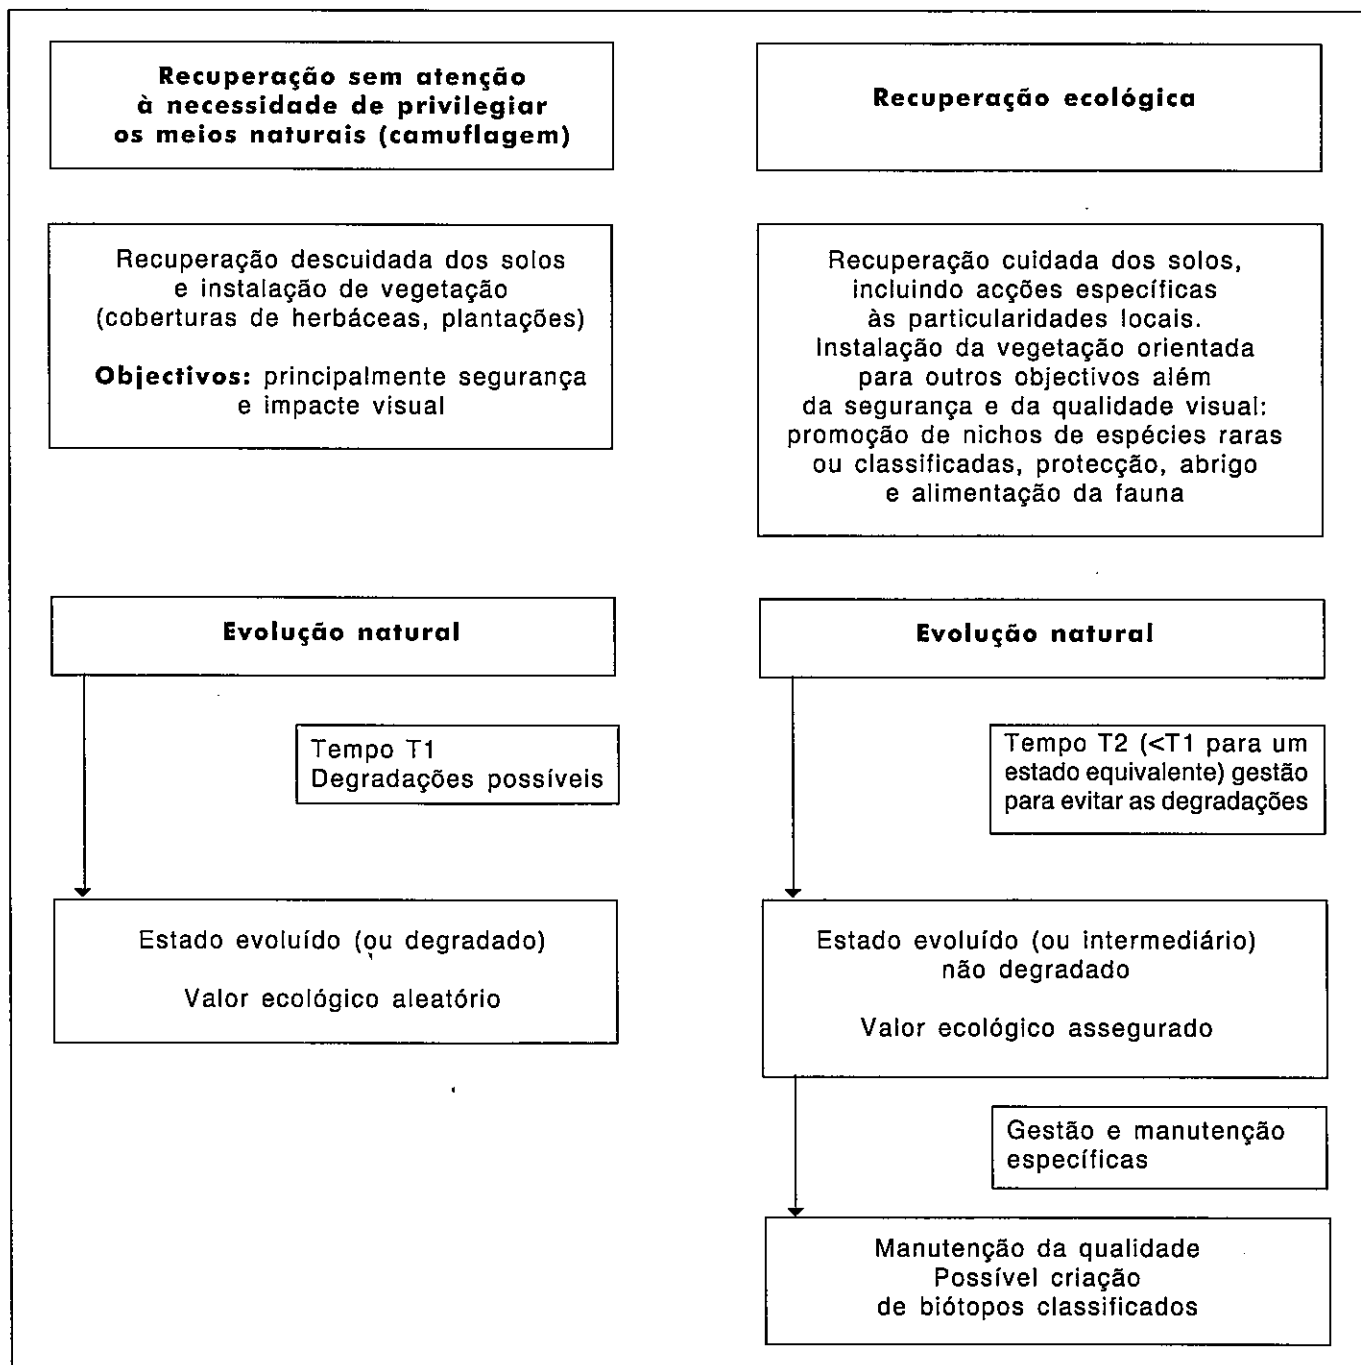 Recuperação sem atenção
à necessidade de privilegiar
os meios naturais (camuflagem)
Recuperação descuidada dos solos
e instalação de vegetação
(coberturas de herbáceas, plantações)
Objectivos: principalmente segurança
e impacte visual
Evolução natural
Tempo T1
Degradações possíveis
Estado evoluído (ou degradado)
Valor ecológico aleatório
Recuperação ecológica
Recuperação cuidada dos solos,
incluindo acções específicas
às particularidades locais.
Instalação da vegetação orientada
para outros objectivos além
da segurança e da qualidade visual:
promoção de nichos de espécies raras
ou classificadas, protecção, abrigo
e alimentação da fauna
Evolução natural
Tempo T2 (<T1 para um
estado equivalente) gestão
para evitar as degradações
Estado evoluído (ou intermediário)
não degradado
Valor ecológico assegurado
Gestão e manutenção
específicas
Manutenção da qualidade
Possível criação
de biótopos classificados